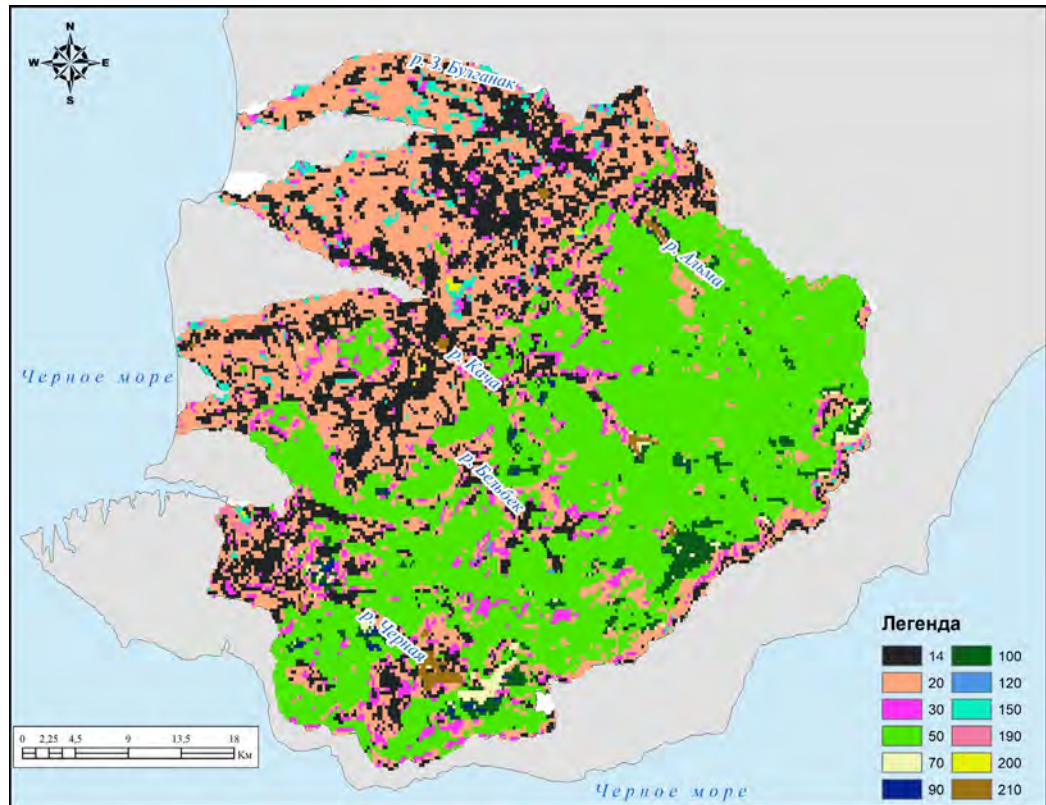 N
W E
S
р. З. Булганак
р. Альма
р. Кача
Черное море
р. Бельбек
р. Черная
Легенда
14 100
20 120
30 150
50 190
70 200
90 210
0 2,25 4,5 9 13,5 18
Км
Черное море